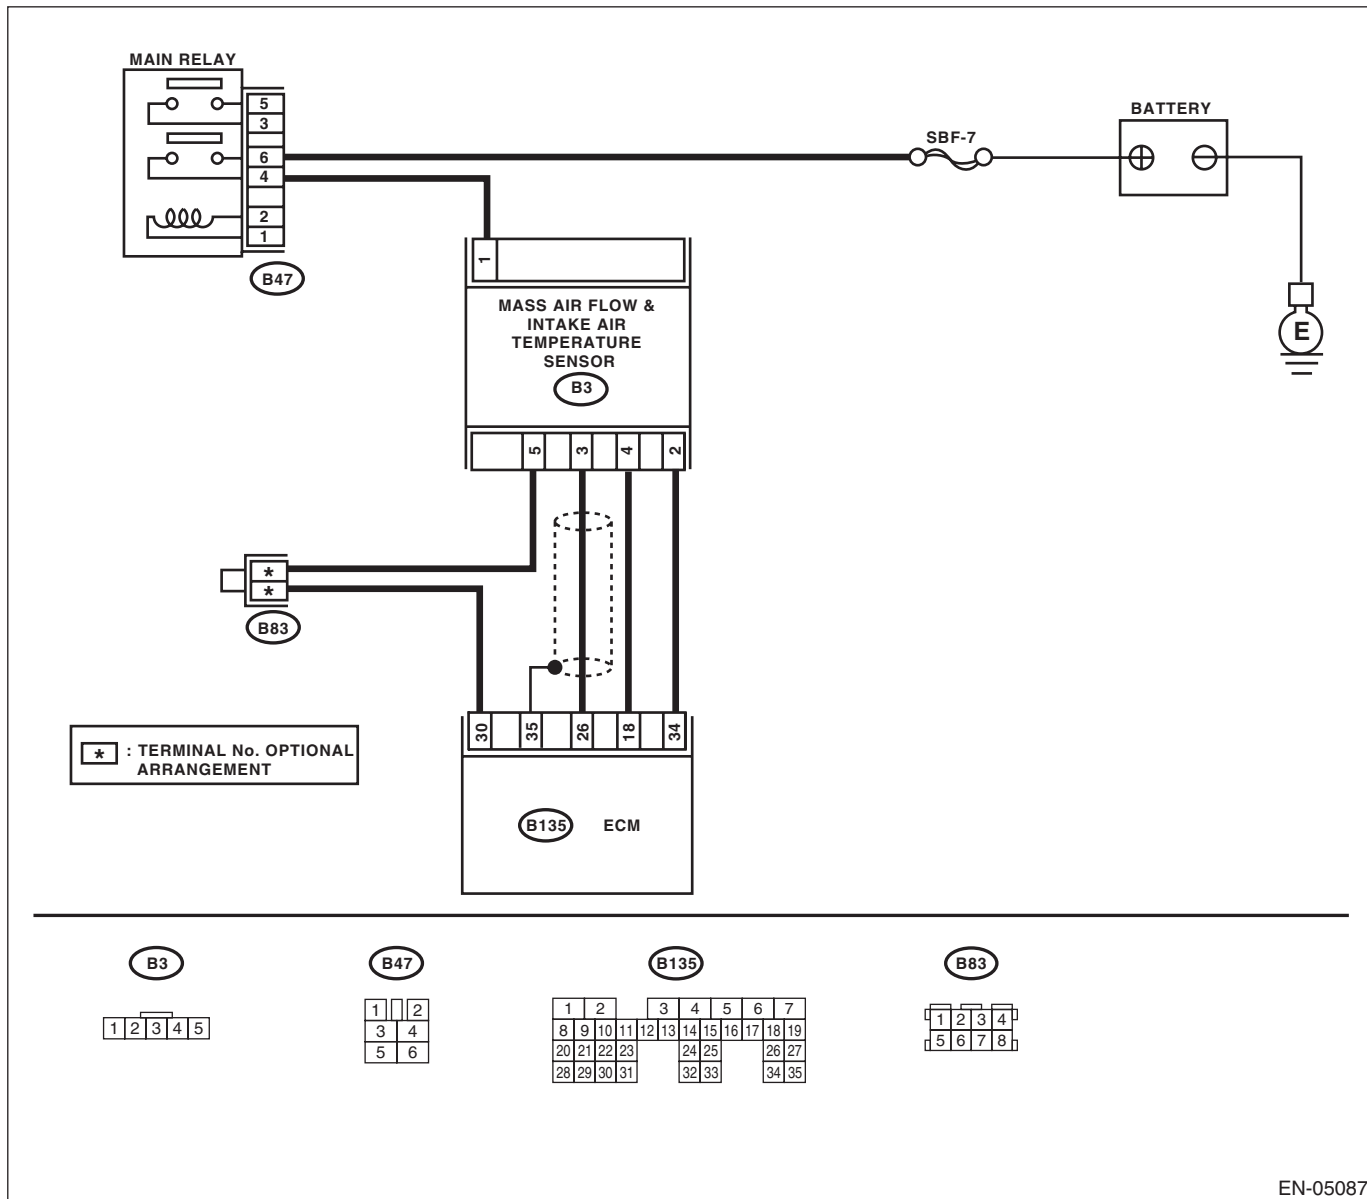 MAIN RELAY
5
3
6
4
2
1
B47
SBF-7
BATTERY
E
1
MASS AIR FLOW &
INTAKE AIR
TEMPERATURE
SENSOR
B3
5 3 4 2
*
*
B83
* : TERMINAL No. OPTIONAL
ARRANGEMENT
30 35 26 18 34
B135 ECM
B3
1 2 3 4 5
B47
1 2
3 4
5 6
B135
1 2 3 4 5 6 7
8 9 10 11 12 13 14 15 16 17 18 19
20 21 22 23 24 25 26 27
28 29 30 31 32 33 34 35
B83
1 2 3 4
5 6 7 8
EN-05087